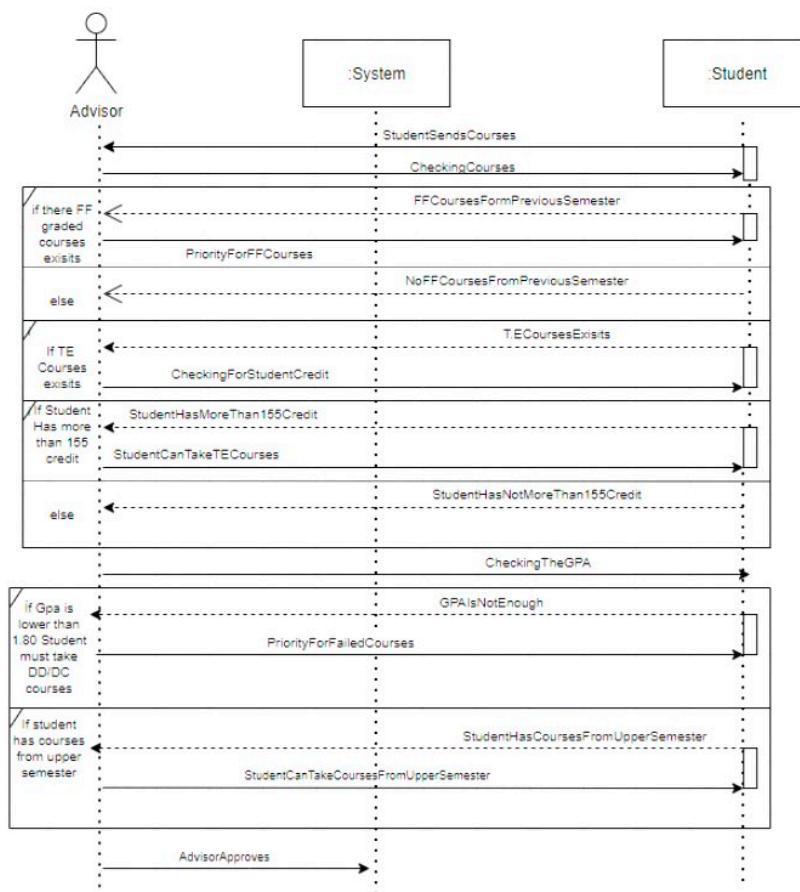 :System
:Student
Advisor
StudentSendsCourses
CheckingCourses
FFCoursesFormPreviousSemester
if there FF
graded
courses
exisits
PriorityForFFCourses
NoFFCoursesFromPreviousSemester
else
T.ECoursesExisits
If TE
Courses
exisits
CheckingForStudentCredit
If Student
Has more
than 155
credit
StudentHasMoreThan155Credit
StudentCanTakeTECourses
StudentHasNotMoreThan155Credit
else
CheckingTheGPA
if Gpa is
lower than
1.80 Student
must take
DD/DC
courses
GPAIsNotEnough
PriorityForFailedCourses
If student
has courses
from upper
semester
StudentHasCoursesFromUpperSemester
StudentCanTakeCoursesFromUpperSemester
AdvisorApproves